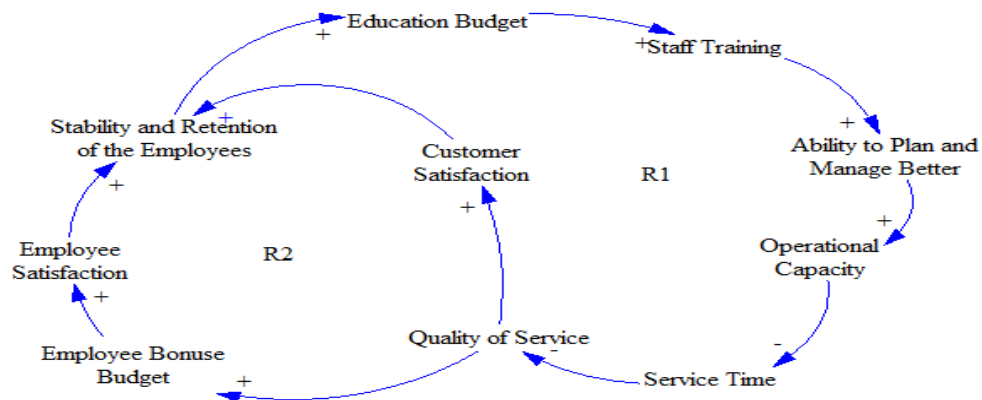 Education Budget
+
+
Staff Training
+
Stability and Retention
of the Employees
+
Ability to Plan and
Manage Better
Customer
Satisfaction
R1
+
+
+
Operational
Capacity
Employee
Satisfaction
R2
+
Quality of Service
-
-
Employee Bonuse
Budget
+
Service Time